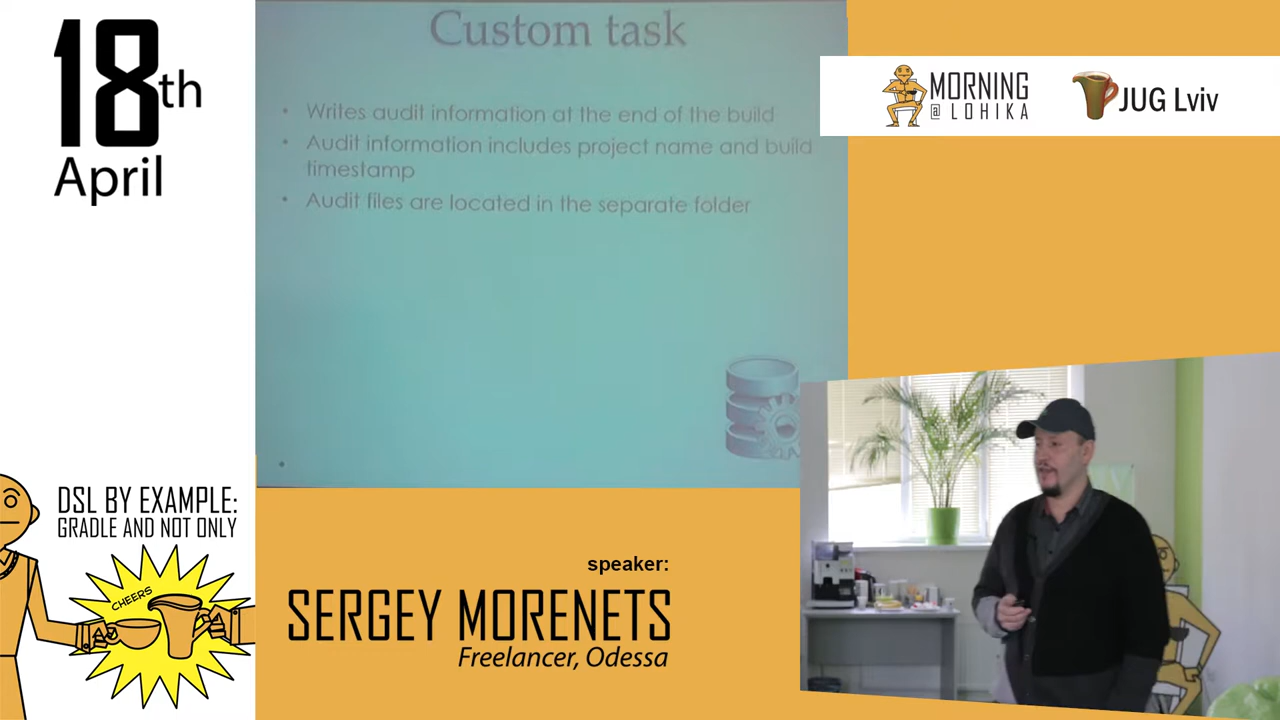 18th
April
Custom task
• Writes audit information at the end of the build
• Audit information includes project name and build
timestamp
• Audit files are located in the separate folder
•
MORNING
@ LOHIKA
JUG Lviv
DSL BY EXAMPLE:
GRADLE AND NOT ONLY
CHEERS
speaker:
SERGEY MORENETS
Freelancer, Odessa